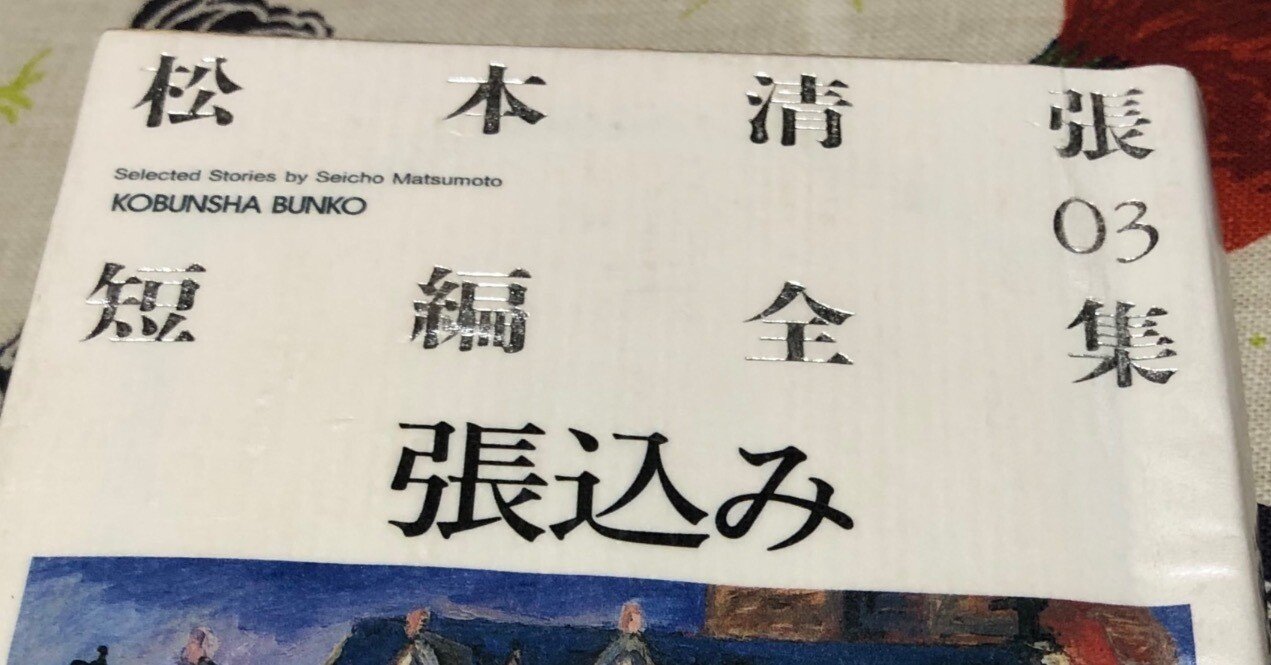 松本清張
Selected Stories by Seicho Matsumoto
KOBUNSHA BUNKO
03
短編全集
張込み